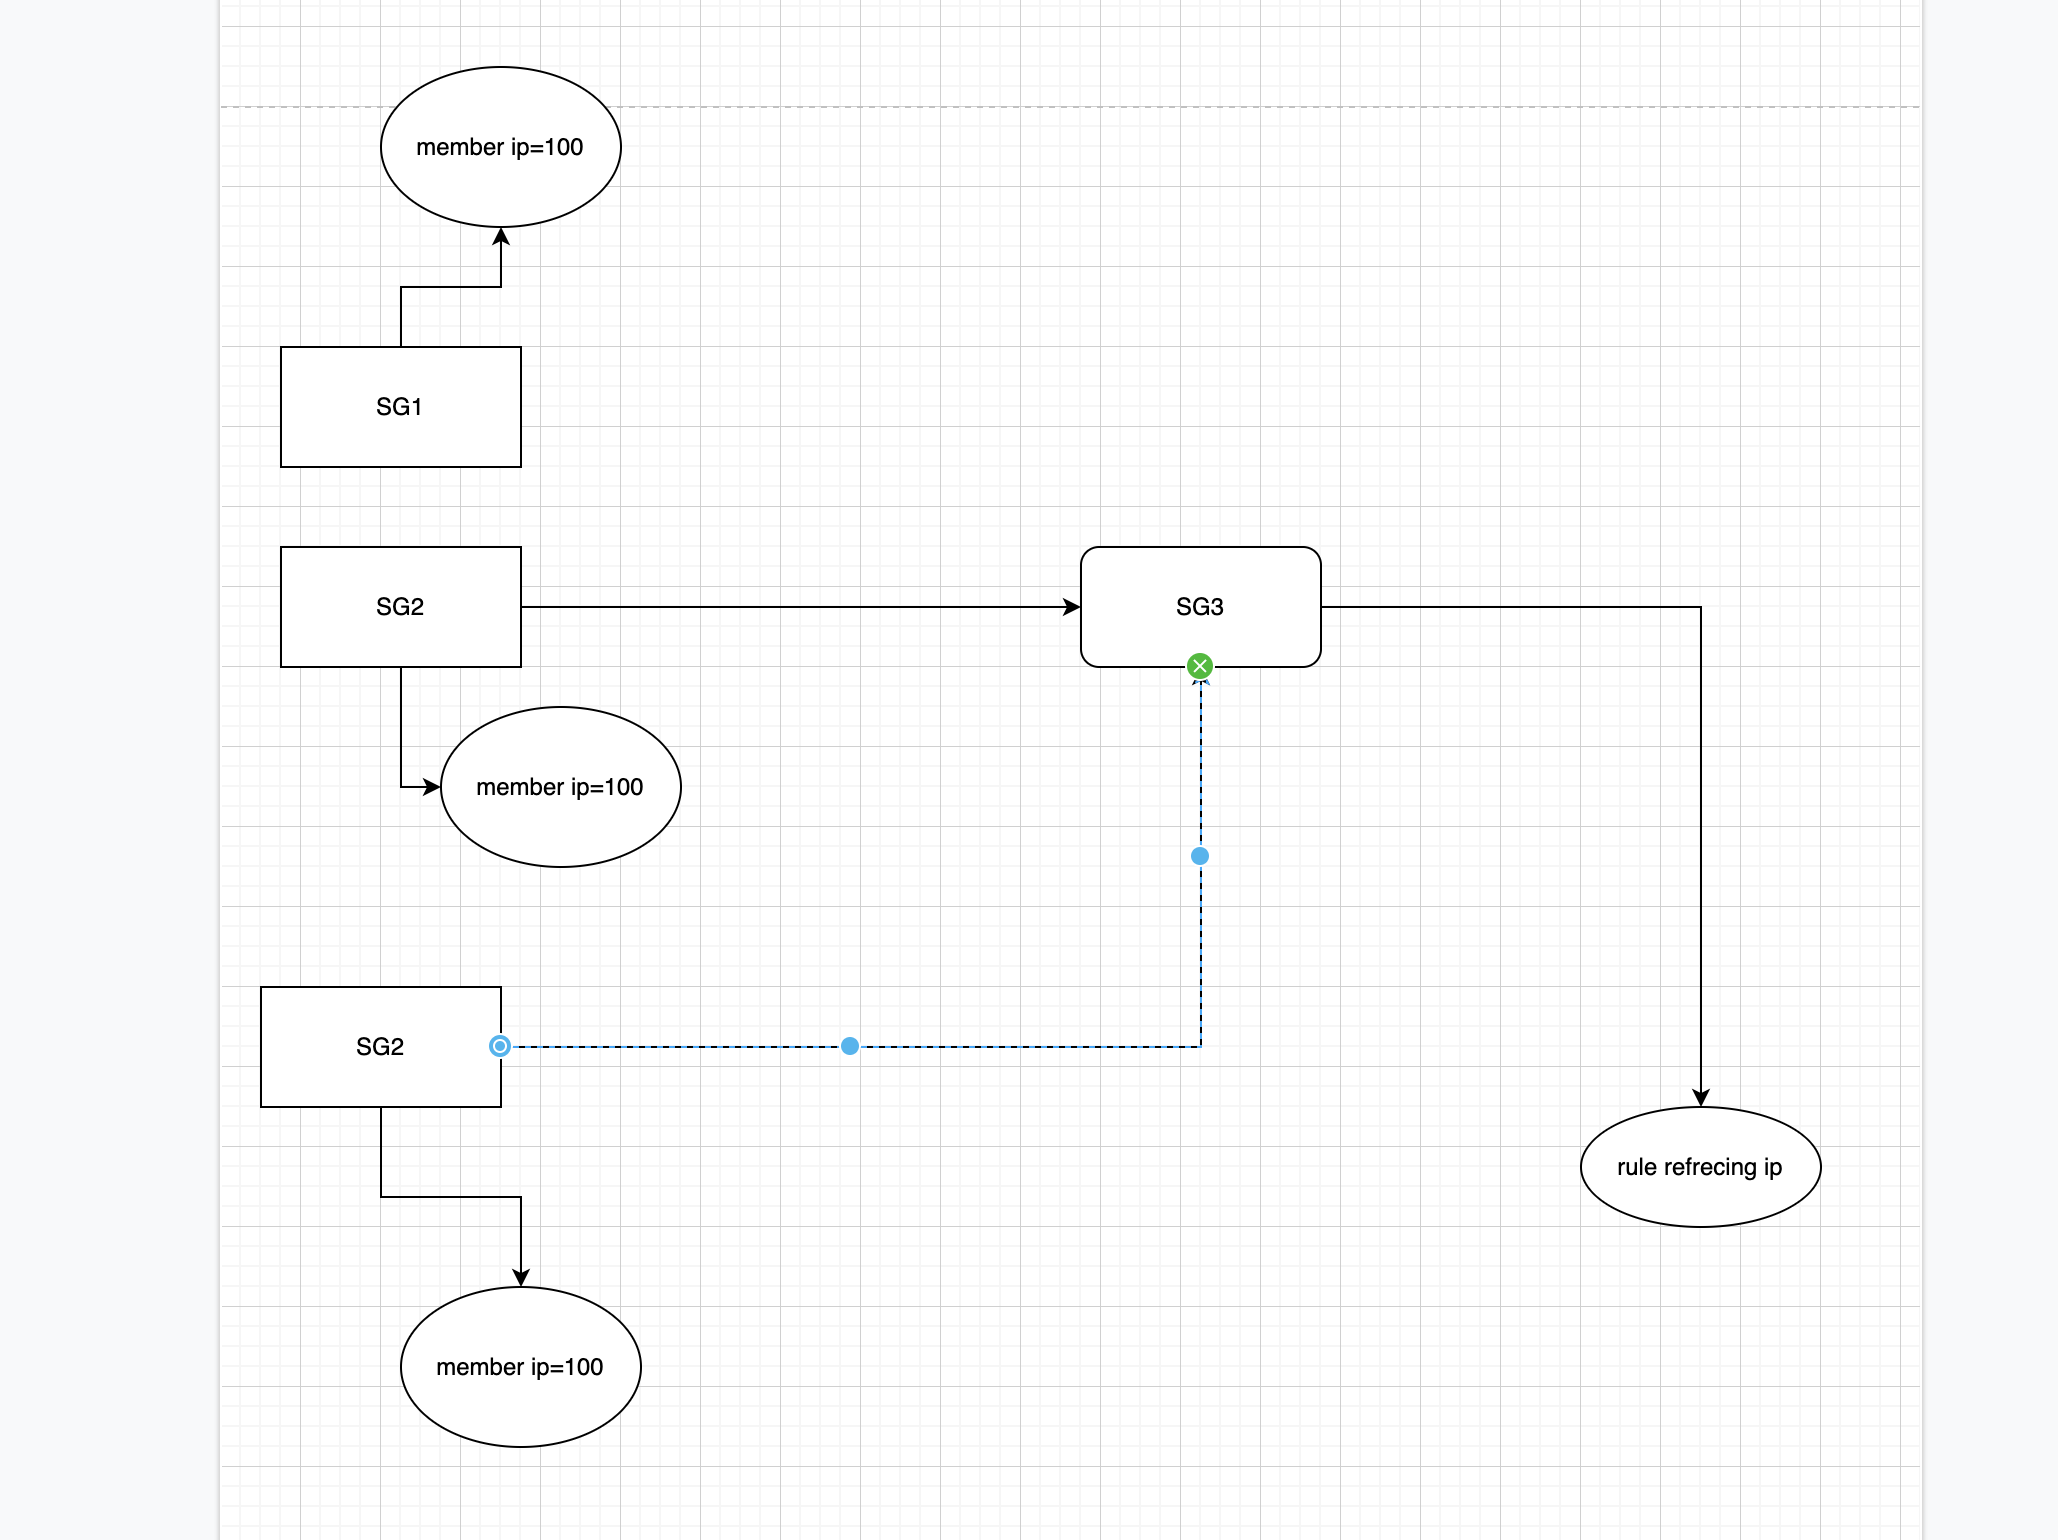 member ip=100
SG1
SG2
SG3
member ip=100
SG2
rule refrecing ip
member ip=100